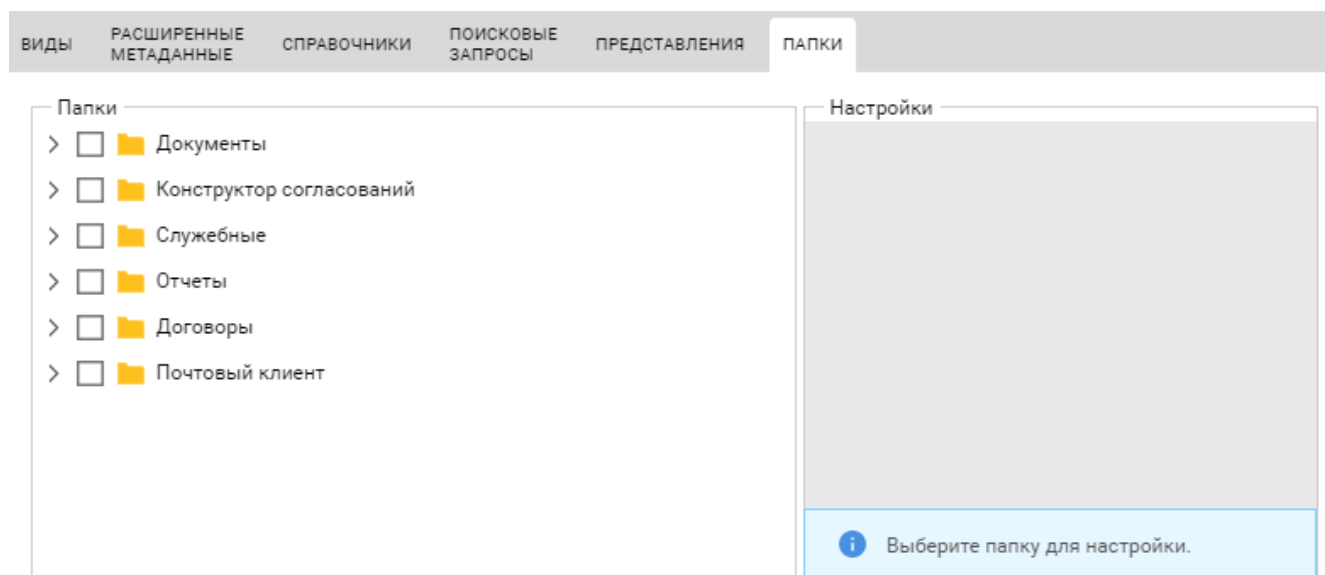 ВИДЫ
РАСШИРЕННЫЕ
МЕТАДАННЫЕ
СПРАВОЧНИКИ
ПОИСКОВЫЕ
ЗАПРОСЫ
ПРЕДСТАВЛЕНИЯ
ПАПКИ
Папки
Документы
Конструктор согласований
Служебные
Отчеты
Договоры
Почтовый клиент
Настройки
Выберите папку для настройки.